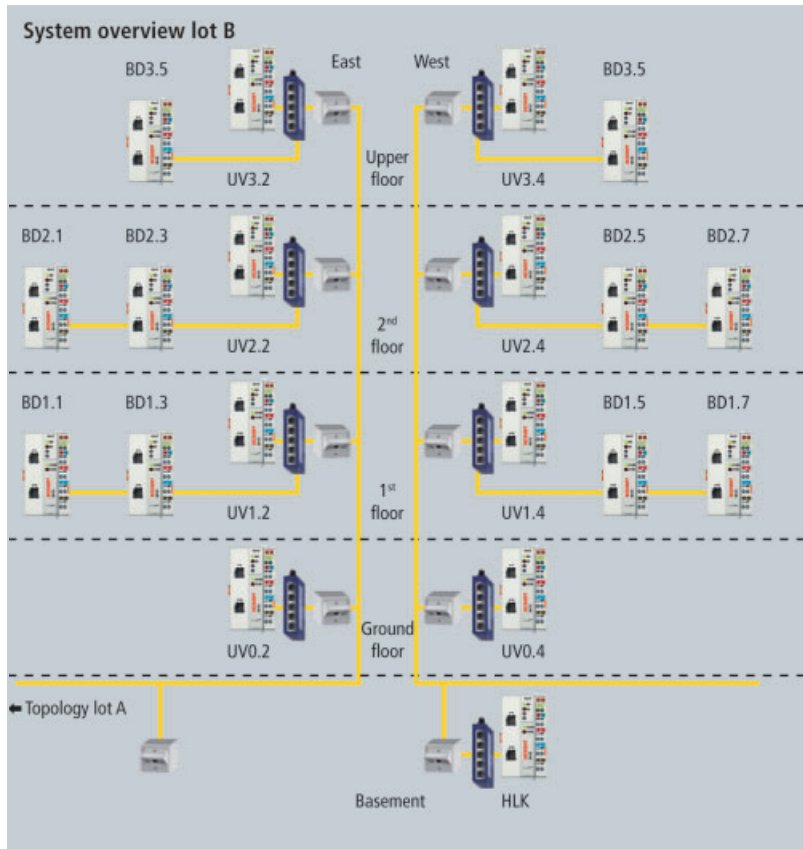 System overview lot B
East
West
BD3.5
BD3.5
Upper
floor
UV3.2
UV3.4
BD2.1
BD2.3
BD2.5
BD2.7
2nd
floor
UV2.2
UV2.4
BD1.1
BD1.3
BD1.5
BD1.7
1st
floor
UV1.2
UV1.4
Ground
floor
UV0.2
UV0.4
Topology lot A
Basement
HLK